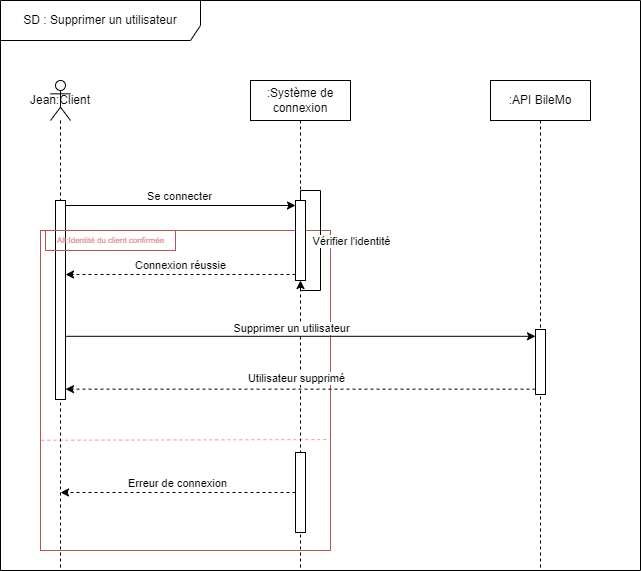 SD : Supprimer un utilisateur
Jean:Client
:Système de
connexion
:API BileMo
Se connecter
Alt:Identité du client confirmée
Vérifier l'identité
Connexion réussie
Supprimer un utilisateur
Utilisateur supprimé
Erreur de connexion